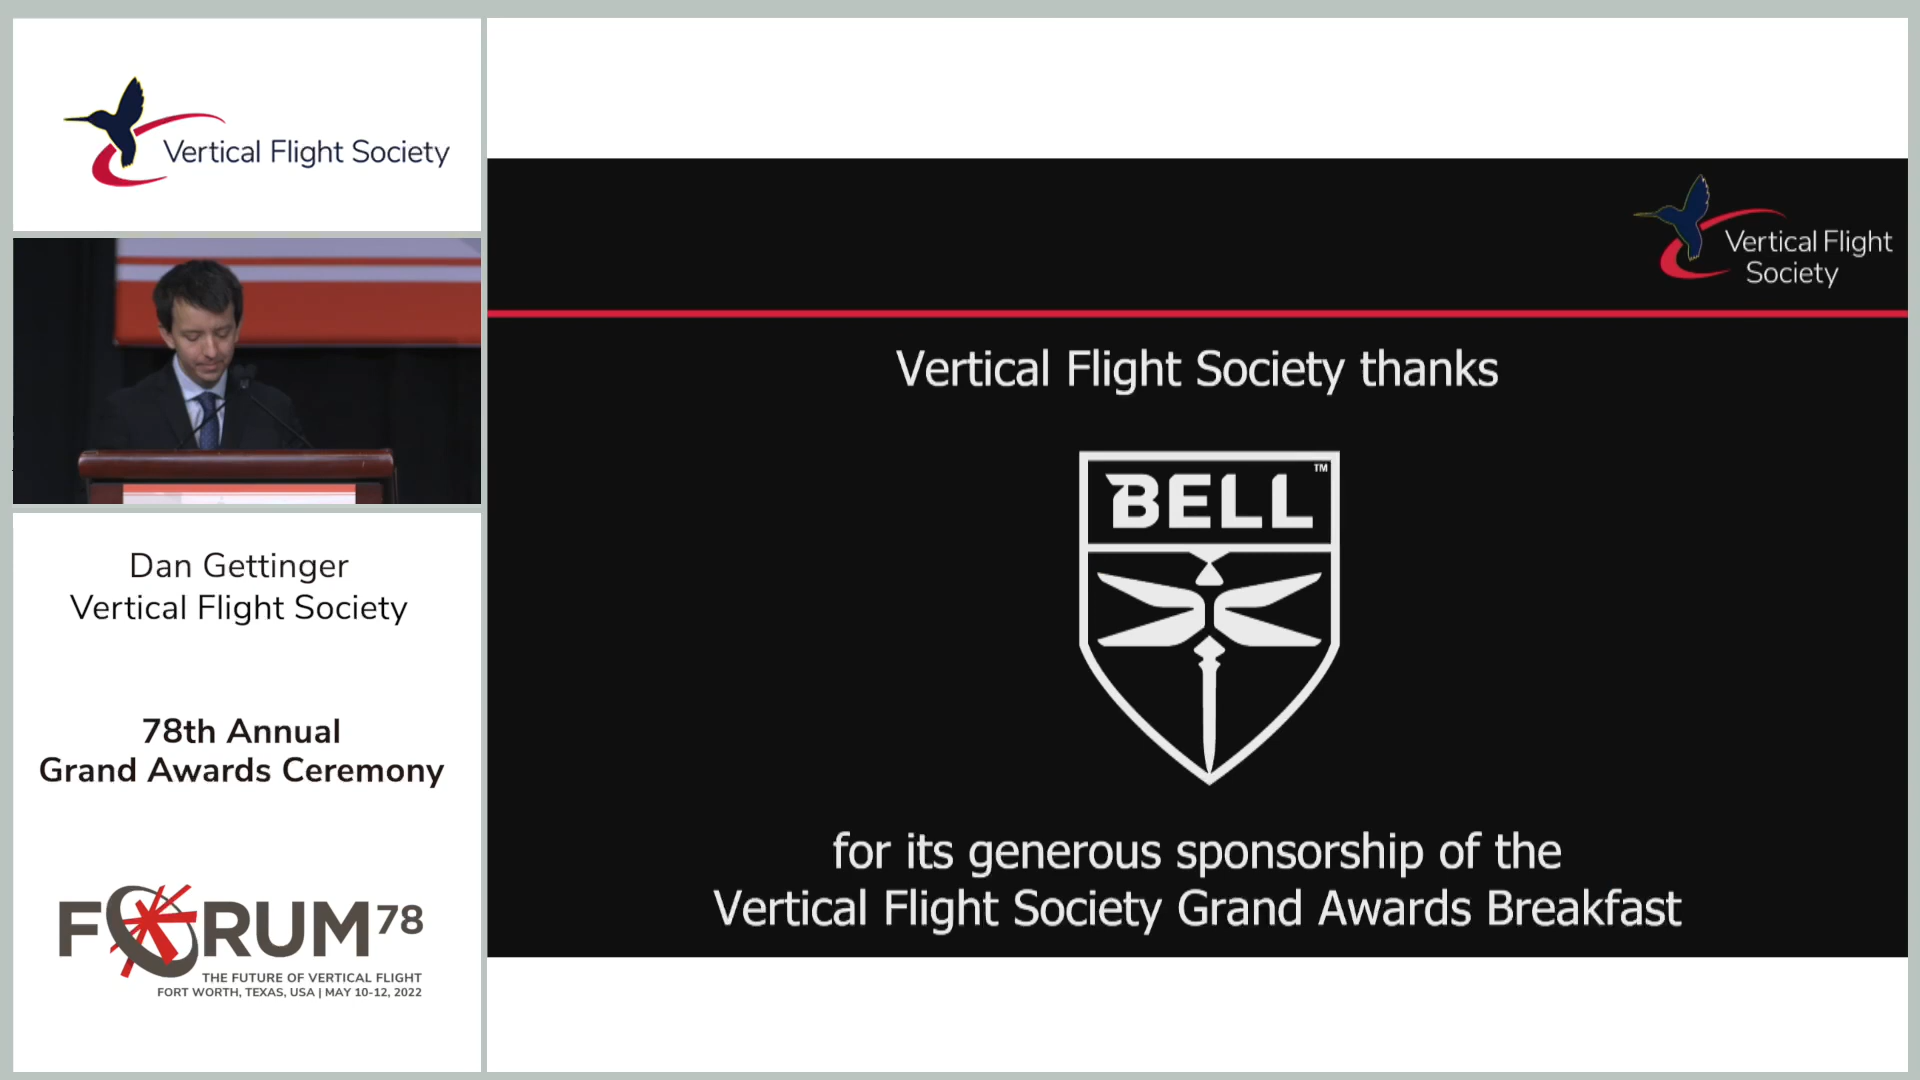 Vertical Flight Society
Dan Gettinger
Vertical Flight Society
78th Annual
Grand Awards Ceremony
FORUM 78
THE FUTURE OF VERTICAL FLIGHT
FORT WORTH, TEXAS, USA | MAY 10-12, 2022
Vertical Flight
Society
Vertical Flight Society thanks
BELL™
for its generous sponsorship of the
Vertical Flight Society Grand Awards Breakfast